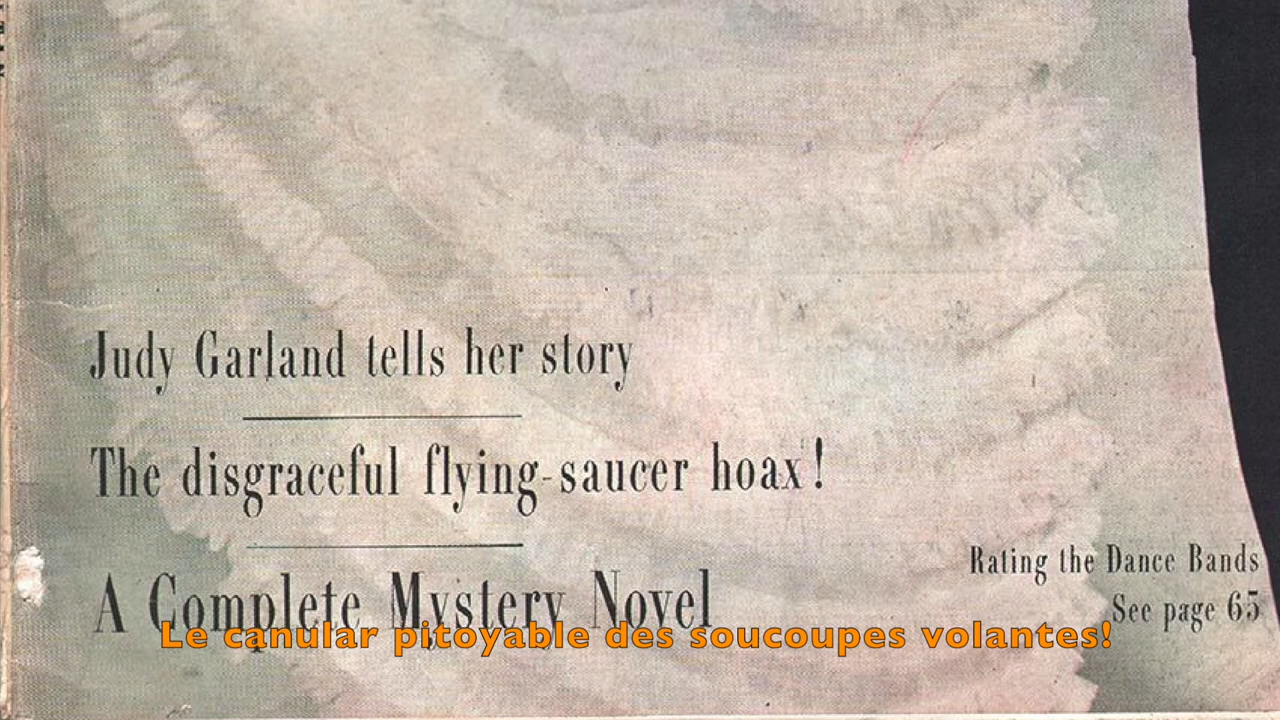 Judy Garland tells her story
The disgraceful flying-saucer hoax!
A Complete Mystery Novel
Rating the Dance Bands
See page 65
Le canular pitoyable des soucoupes volantes!